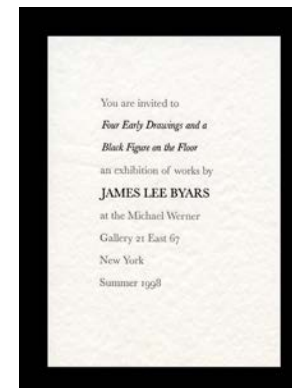 You are invited to
Four Early Drawings and a
Black Figure on the Floor
an exhibition of works by
JAMES LEE BYARS
at the Michael Werner
Gallery 21 East 67
New York
Summer 1998